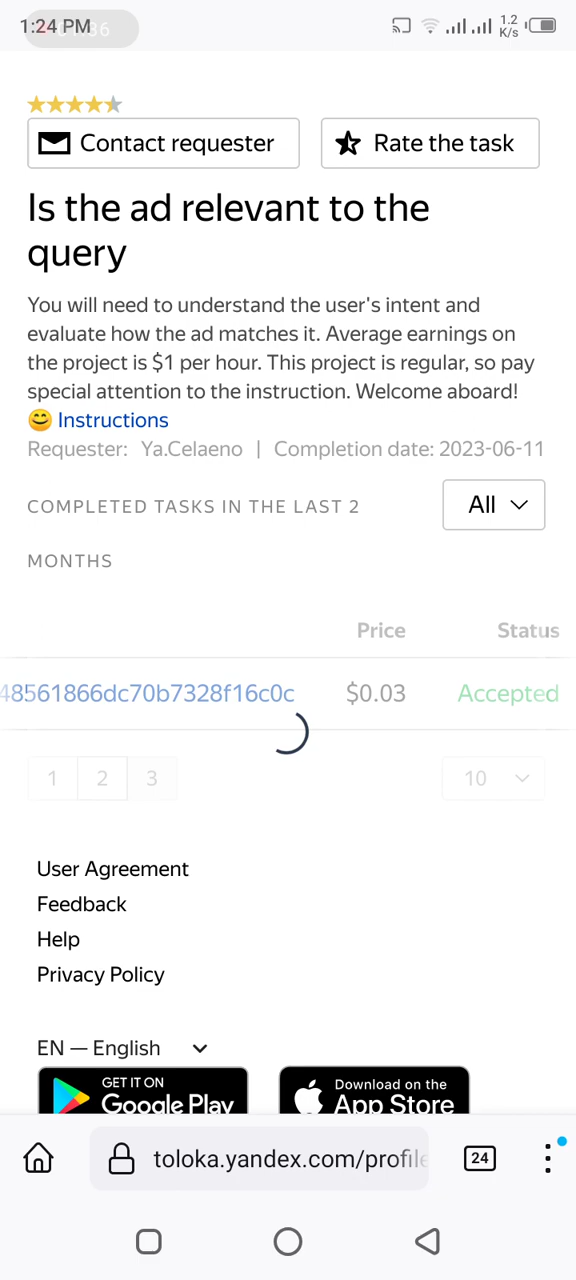 1:24 PM
1.2
K/s
Contact requester
Rate the task
Is the ad relevant to the
query
You will need to understand the user's intent and
evaluate how the ad matches it. Average earnings on
the project is $1 per hour. This project is regular, so pay
special attention to the instruction. Welcome aboard!
😊 Instructions
Requester: Ya.Celaeno | Completion date: 2023-06-11
COMPLETED TASKS IN THE LAST 2
MONTHS
All
Price Status
48561866dc70b7328f16c0c $0.03 Accepted
1 2 3 10
User Agreement
Feedback
Help
Privacy Policy
EN — English
GET IT ON
Google Play
Download on the
App Store
toloka.yandex.com/profile
24